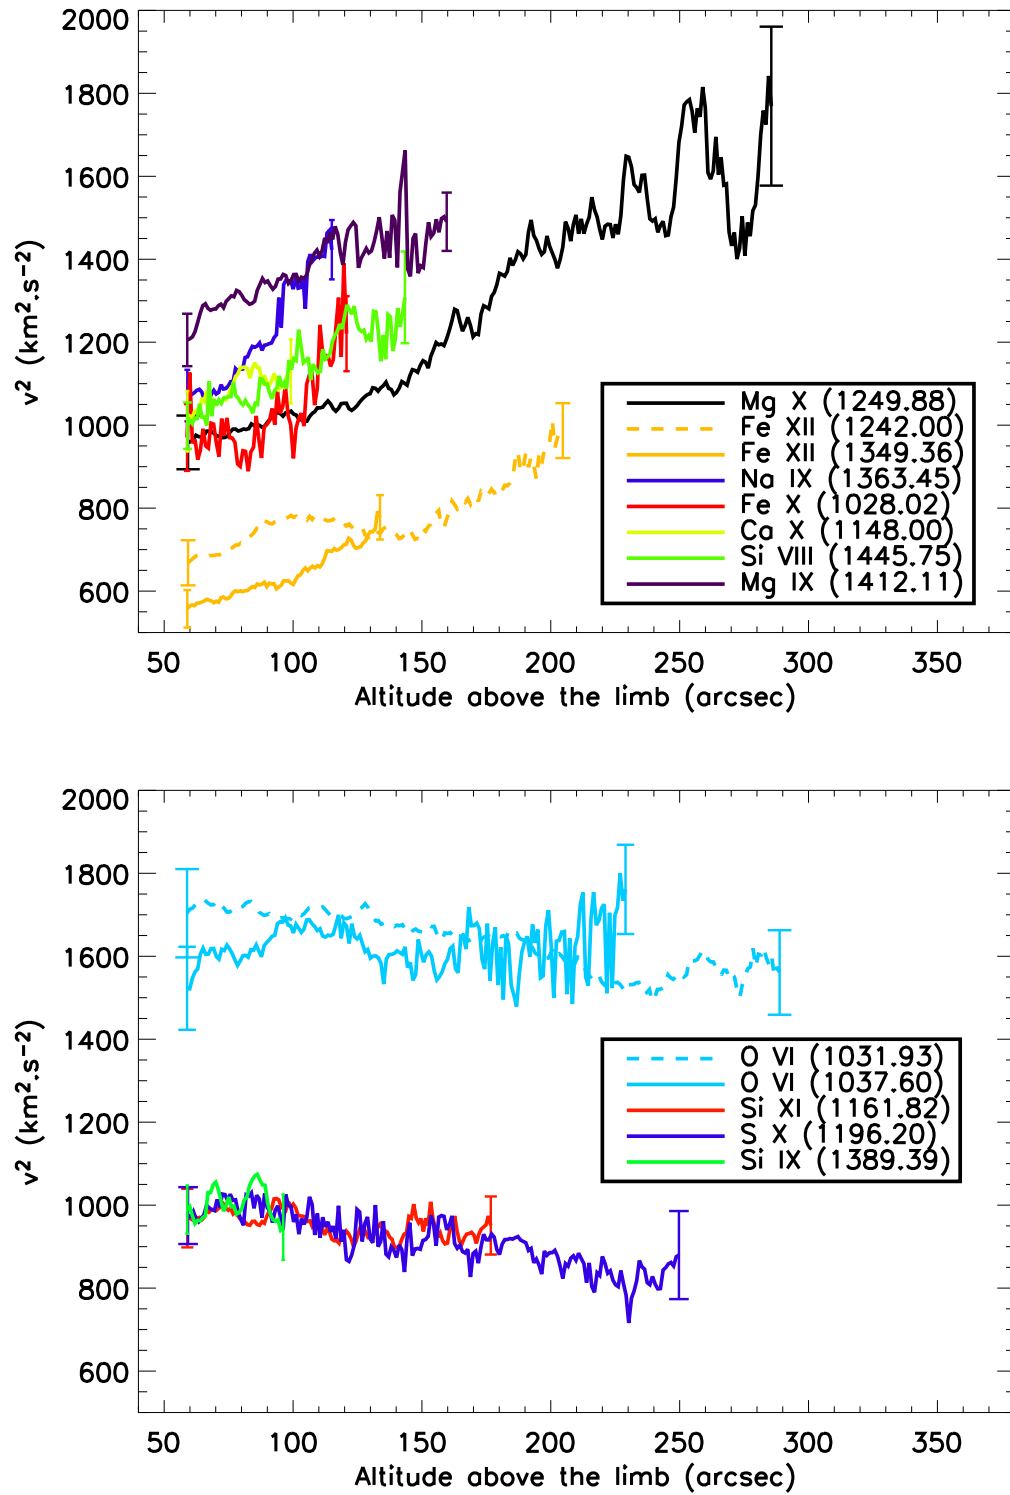 2000
1800
1600
1400
1200
1000
800
600
v² (km².s⁻²)
Mg X (1249.88)
Fe XII (1242.00)
Fe XII (1349.36)
Na IX (1363.45)
Fe X (1028.02)
Ca X (1148.00)
Si VIII (1445.75)
Mg IX (1412.11)
50 100 150 200 250 300 350
Altitude above the limb (arcsec)
2000
1800
1600
1400
1200
1000
800
600
v² (km².s⁻²)
O VI (1031.93)
O VI (1037.60)
Si XI (1161.82)
S X (1196.20)
Si IX (1389.39)
50 100 150 200 250 300 350
Altitude above the limb (arcsec)